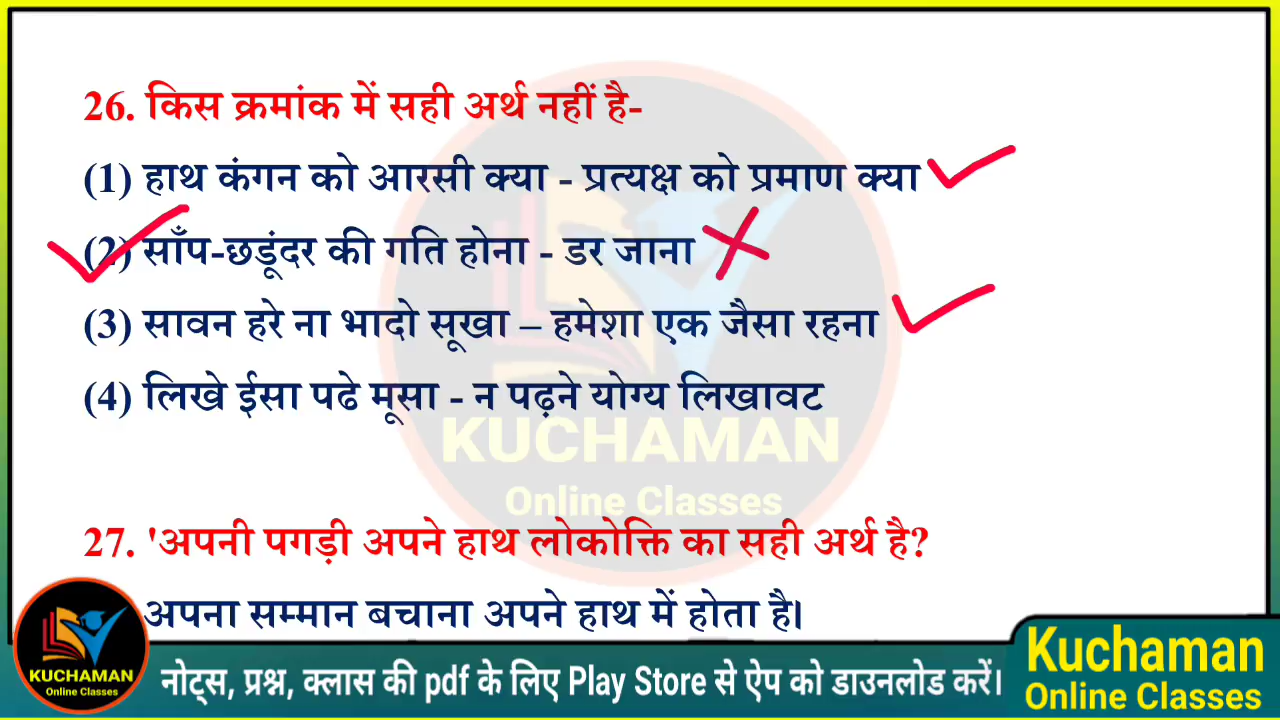 26. किस क्रमांक में सही अर्थ नहीं है-
(1) हाथ कंगन को आरसी क्या - प्रत्यक्ष को प्रमाण क्या
(2) साँप-छडूंदर की गति होना - डर जाना
(3) सावन हरे ना भादो सूखा – हमेशा एक जैसा रहना
(4) लिखे ईसा पढे मूसा - न पढ़ने योग्य लिखावट
KUCHAMAN
Online Classes
27. 'अपनी पगड़ी अपने हाथ लोकोक्ति का सही अर्थ है?
अपना सम्मान बचाना अपने हाथ में होता है।
KUCHAMAN
Online Classes
नोट्स, प्रश्न, क्लास की pdf के लिए Play Store से ऐप को डाउनलोड करें।
Kuchaman
Online Classes